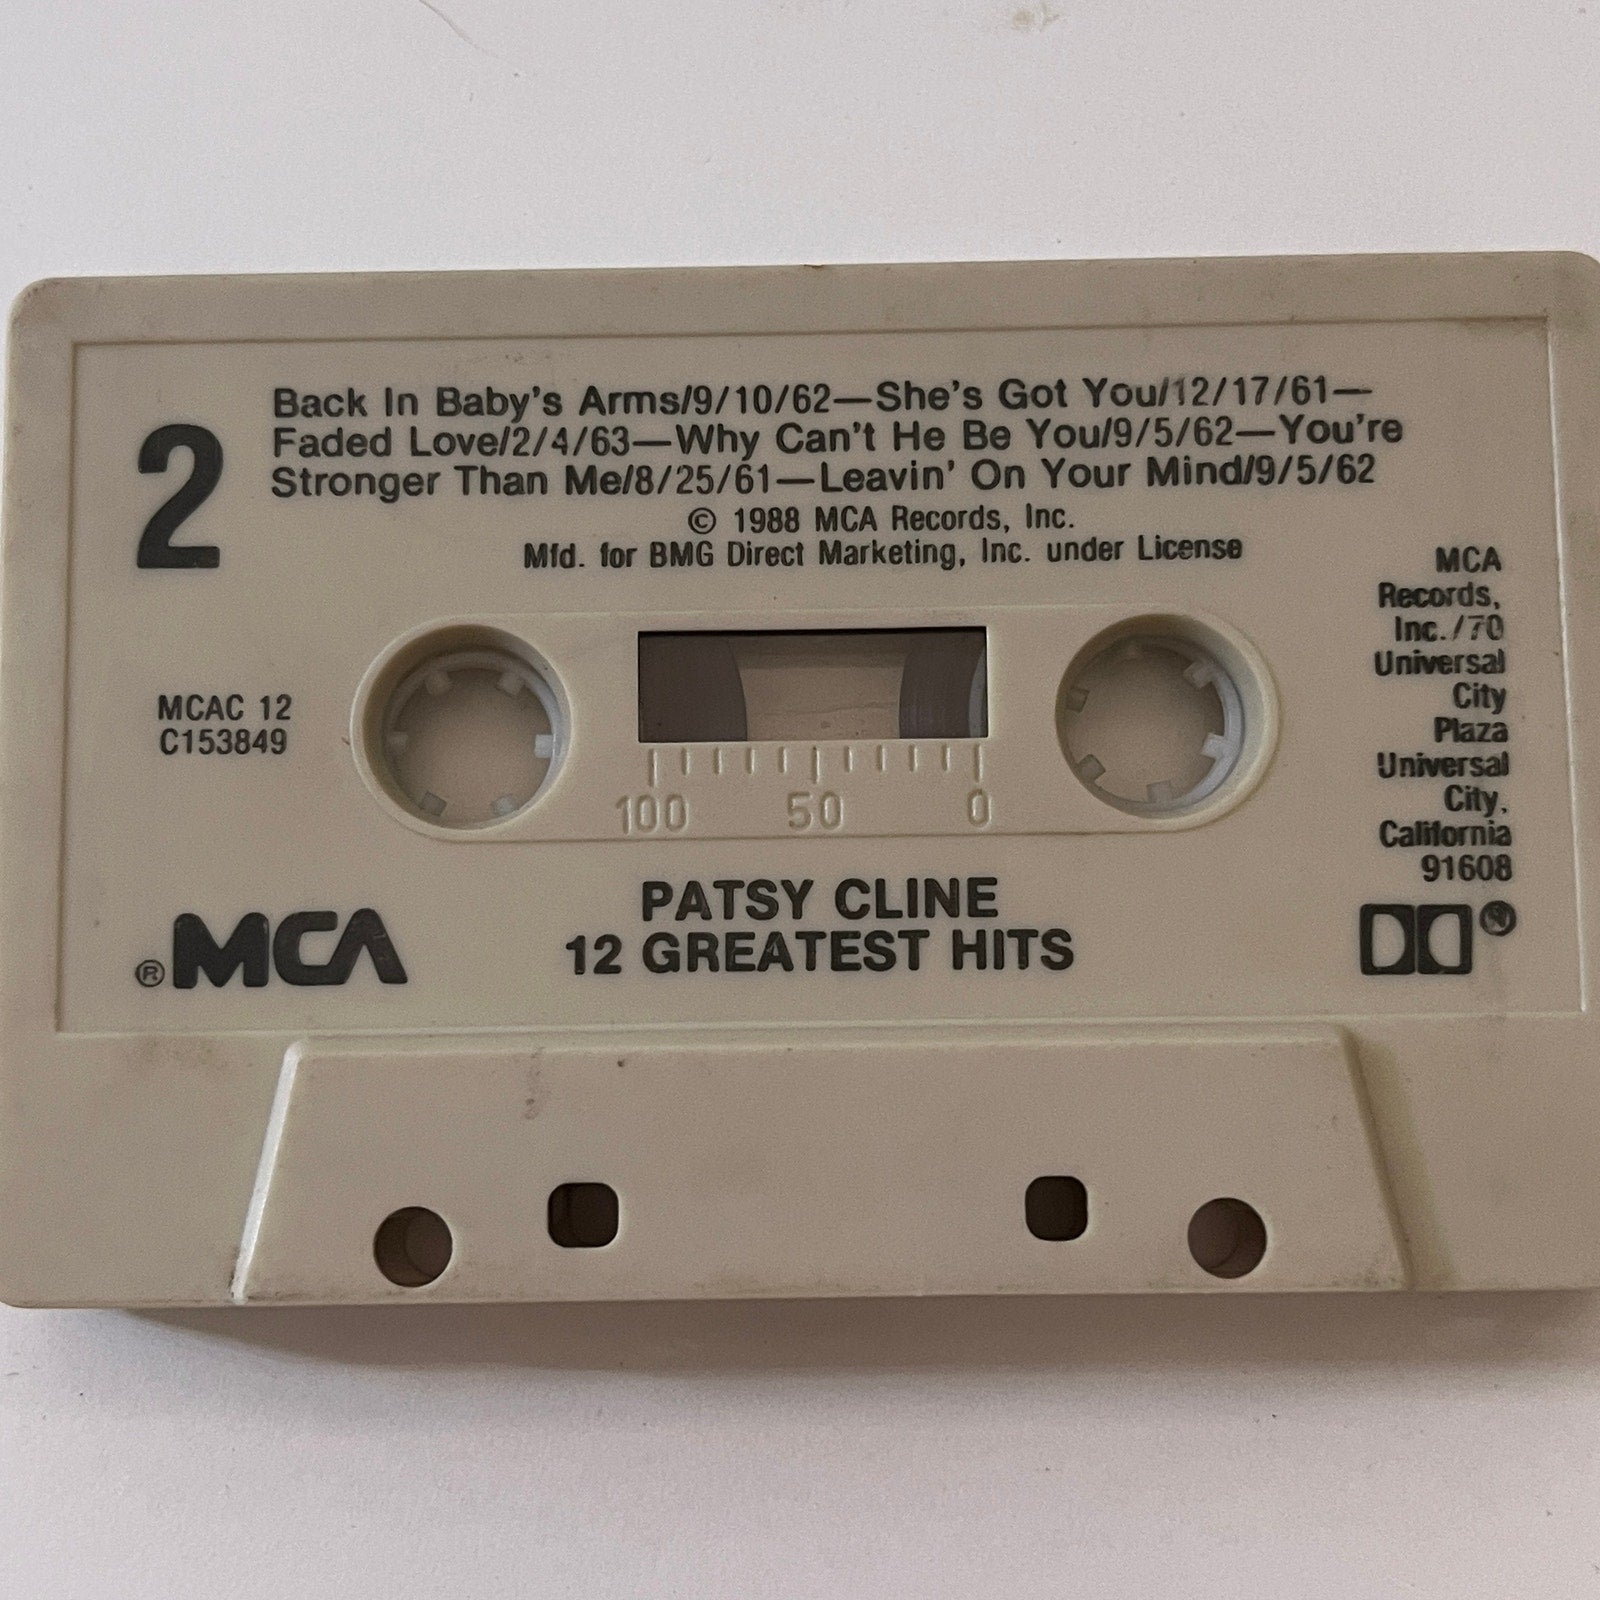 2
Back In Baby's Arms/9/10/62—She's Got You/12/17/61—
Faded Love/2/4/63—Why Can't He Be You/9/5/62—You're
Stronger Than Me/8/25/61—Leavin' On Your Mind/9/5/62
© 1988 MCA Records, Inc.
Mfd. for BMG Direct Marketing, Inc. under License
MCAC 12
C153849
100 50 0
MCA
Records,
Inc./70
Universal
City
Plaza
Universal
City,
California
91608
PATSY CLINE
12 GREATEST HITS
® MCA
®